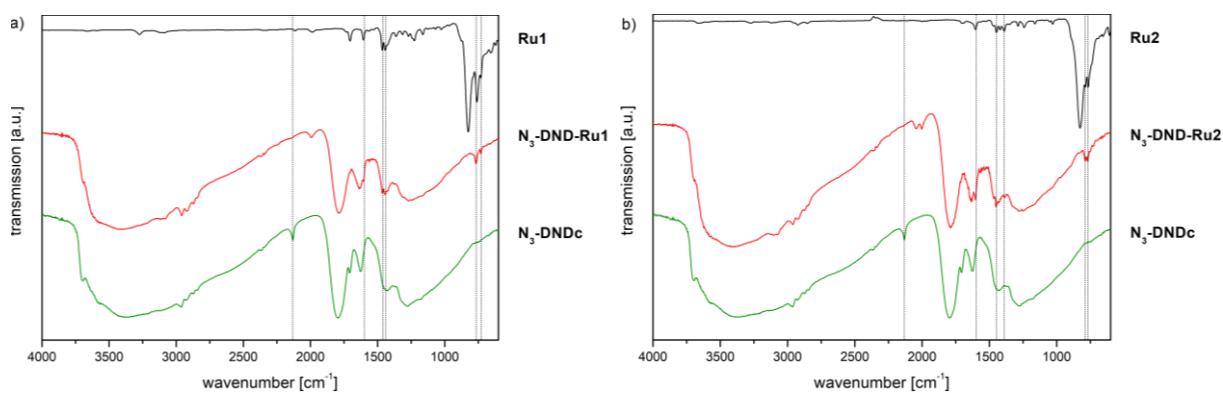 a)
Ru1
N₃-DND-Ru1
N₃-DNDc
transmission [a.u.]
4000 3500 3000 2500 2000 1500 1000
wavenumber [cm⁻¹]
b)
Ru2
N₃-DND-Ru2
N₃-DNDc
transmission [a.u.]
4000 3500 3000 2500 2000 1500 1000
wavenumber [cm⁻¹]